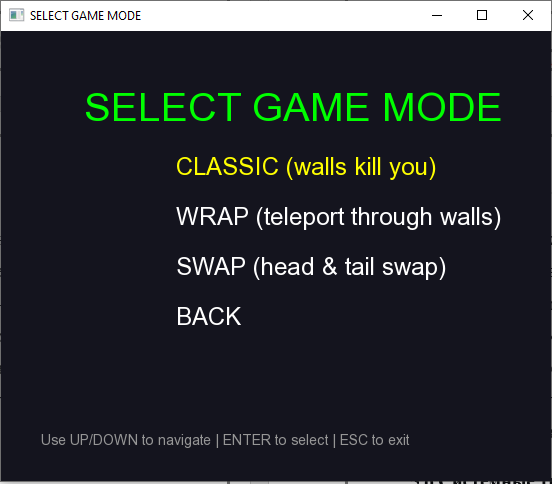 SELECT GAME MODE
SELECT GAME MODE
CLASSIC (walls kill you)
WRAP (teleport through walls)
SWAP (head & tail swap)
BACK
Use UP/DOWN to navigate | ENTER to select | ESC to exit